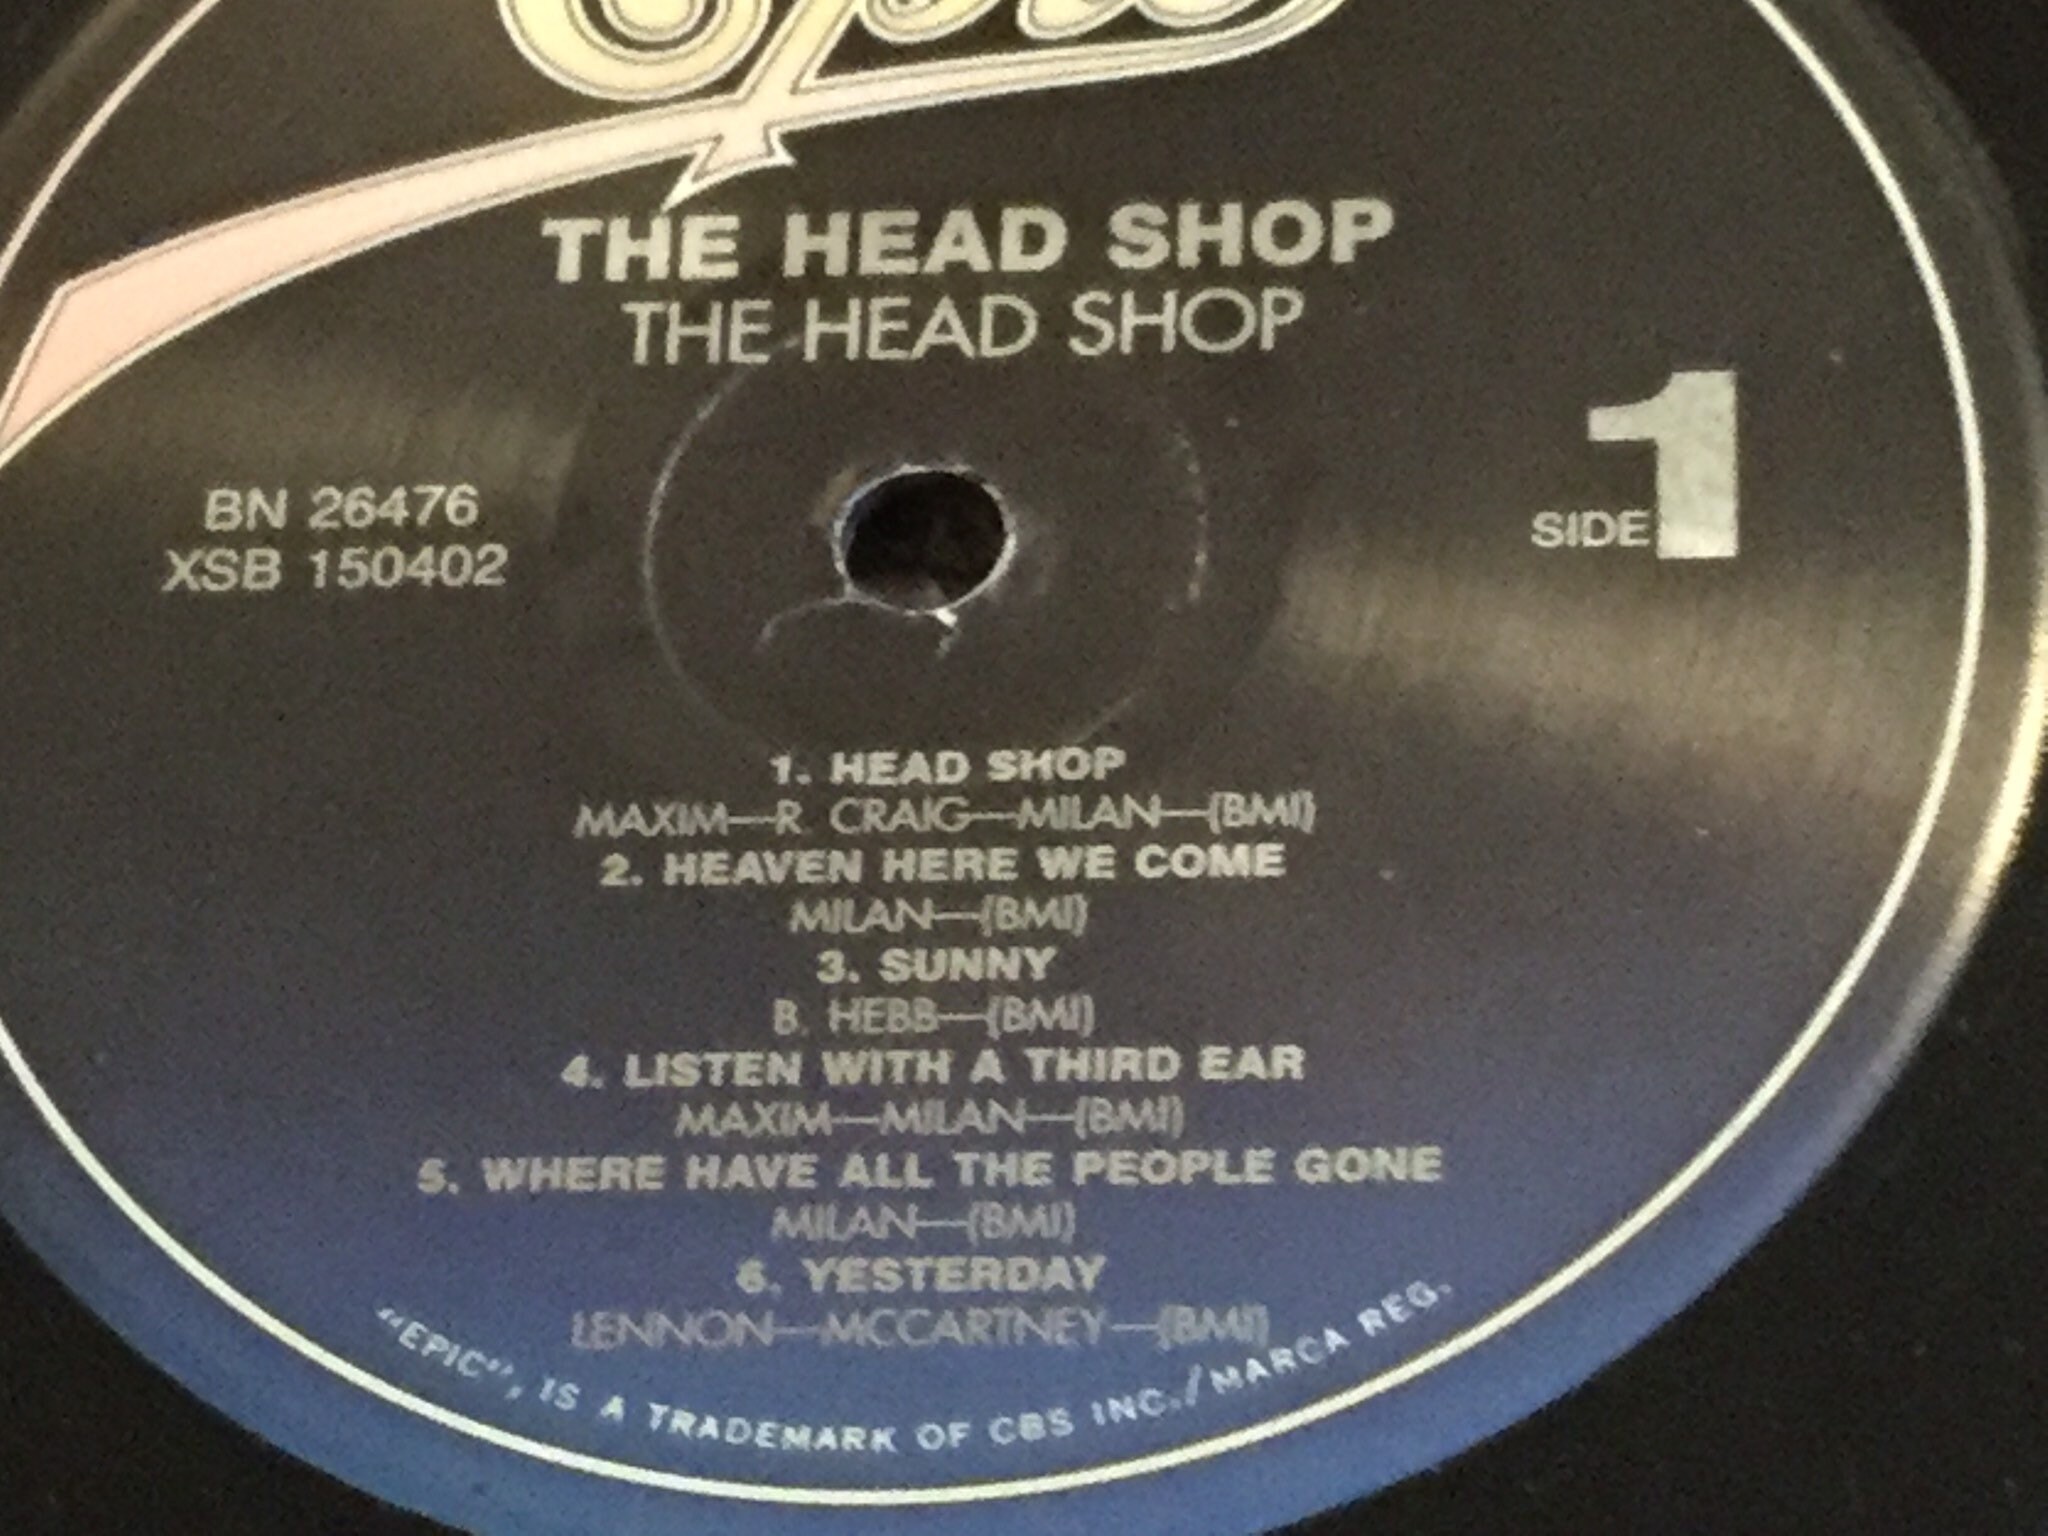 Epic
THE HEAD SHOP
THE HEAD SHOP
BN 26476
XSB 150402
SIDE 1
1. HEAD SHOP
MAXIM—R. CRAIG—MILAN—(BMI)
2. HEAVEN HERE WE COME
MILAN—(BMI)
3. SUNNY
B. HEBB—(BMI)
4. LISTEN WITH A THIRD EAR
MAXIM—MILAN—(BMI)
5. WHERE HAVE ALL THE PEOPLE GONE
MILAN—(BMI)
6. YESTERDAY
LENNON—MCCARTNEY—(BMI)
"EPIC", IS A TRADEMARK OF CBS INC./MARCA REG.